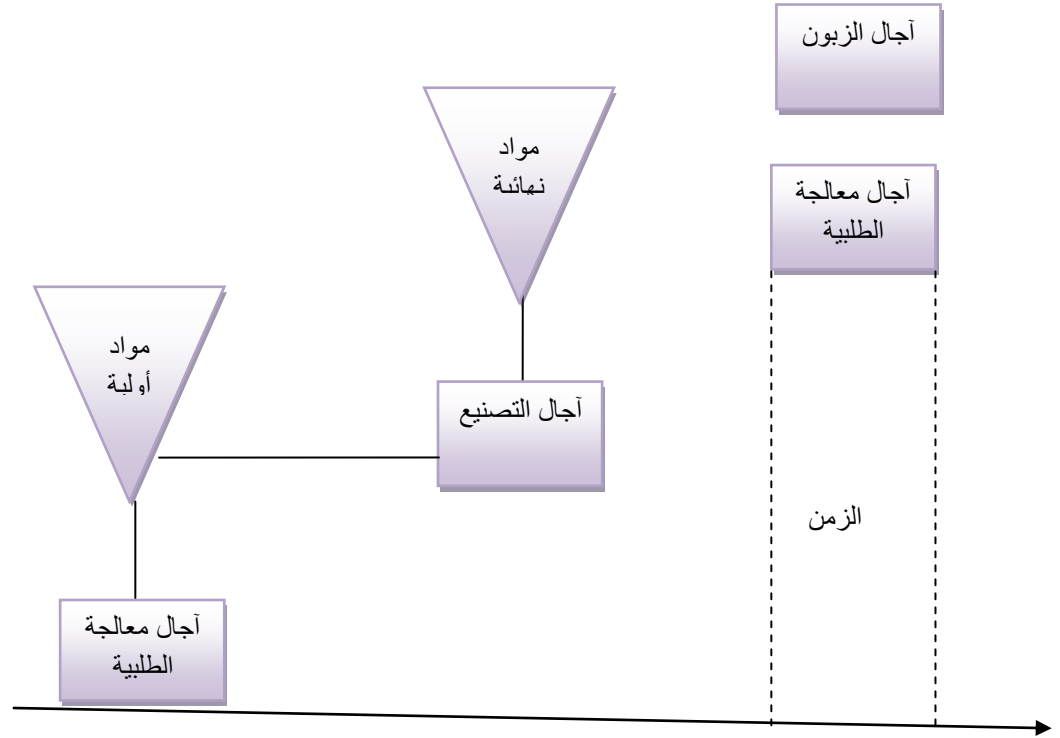 آجال الزبون
مواد
نهائية
آجال معالجة
الطلبية
مواد
أولية
آجال التصنيع
الزمن
آجال معالجة
الطلبية